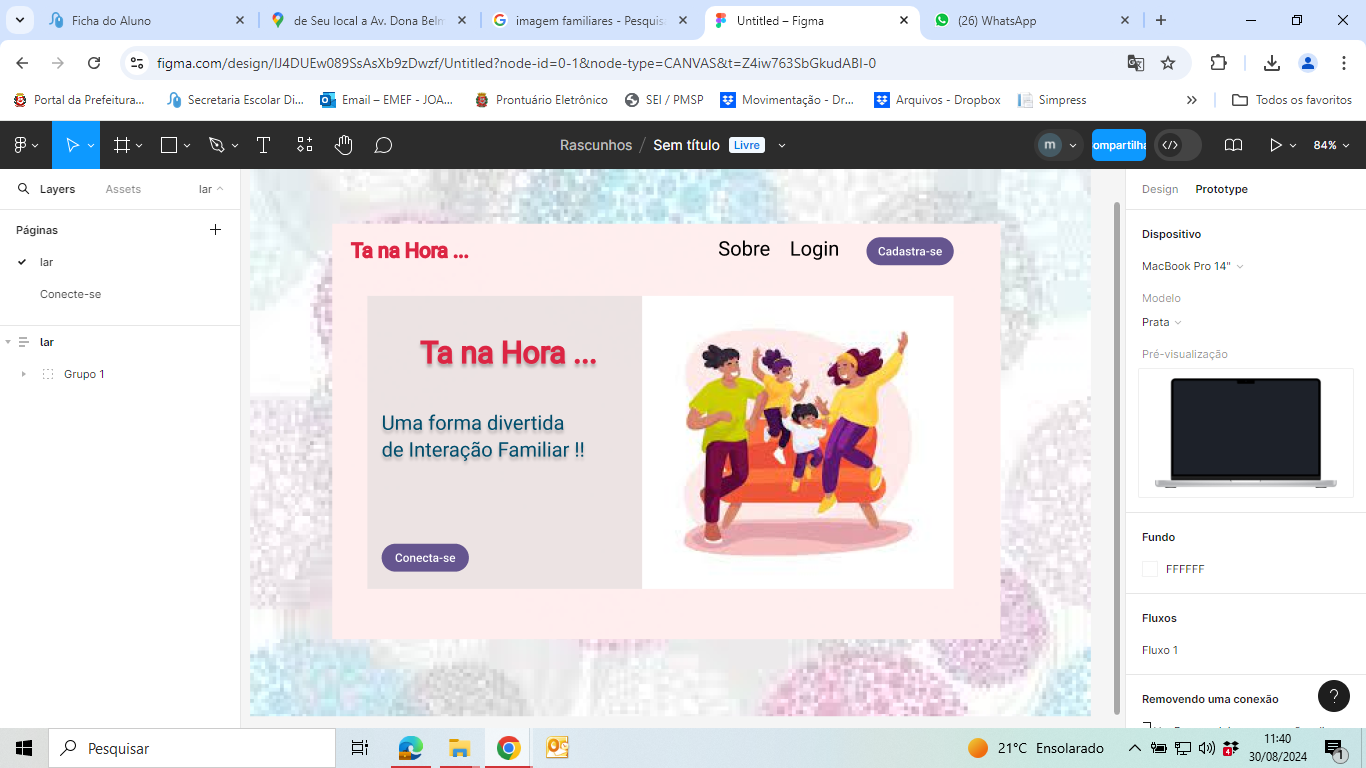 Ficha do Aluno
de Seu local a Av. Dona Belm
imagem familiares - Pesquis
Untitled – Figma
(26) WhatsApp
figma.com/design/lJ4DUEw089SsAsXb9zDwzf/Untitled?node-id=0-1&node-type=CANVAS&t=Z4iw763SbGkudABI-0
Portal da Prefeitura...
Secretaria Escolar Di...
Email – EMEF - JOA...
Prontuário Eletrônico
SEI / PMSP
Movimentação - Dr...
Arquivos - Dropbox
Simpress
Todos os favoritos
Rascunhos / Sem título Livre
m
ompartilha
84%
Layers
Assets
lar
Páginas
lar
Conecte-se
lar
Grupo 1
Ta na Hora ...
Sobre
Login
Cadastra-se
Ta na Hora ...
Uma forma divertida
de Interação Familiar !!
Conecta-se
Design
Prototype
Dispositivo
MacBook Pro 14"
Modelo
Prata
Pré-visualização
Fundo
FFFFFF
Fluxos
Fluxo 1
Removendo uma conexão
?
Pesquisar
21°C Ensolarado
4
11:40
30/08/2024
1